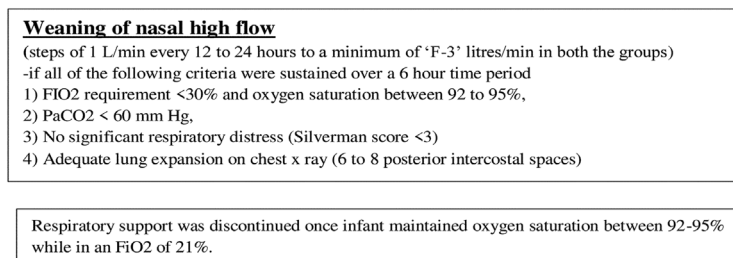 Weaning of nasal high flow
(steps of 1 L/min every 12 to 24 hours to a minimum of ‘F-3’ litres/min in both the groups)
-if all of the following criteria were sustained over a 6 hour time period
1) FIO2 requirement <30% and oxygen saturation between 92 to 95%,
2) PaCO2 < 60 mm Hg,
3) No significant respiratory distress (Silverman score <3)
4) Adequate lung expansion on chest x ray (6 to 8 posterior intercostal spaces)
Respiratory support was discontinued once infant maintained oxygen saturation between 92-95%
while in an FiO2 of 21%.